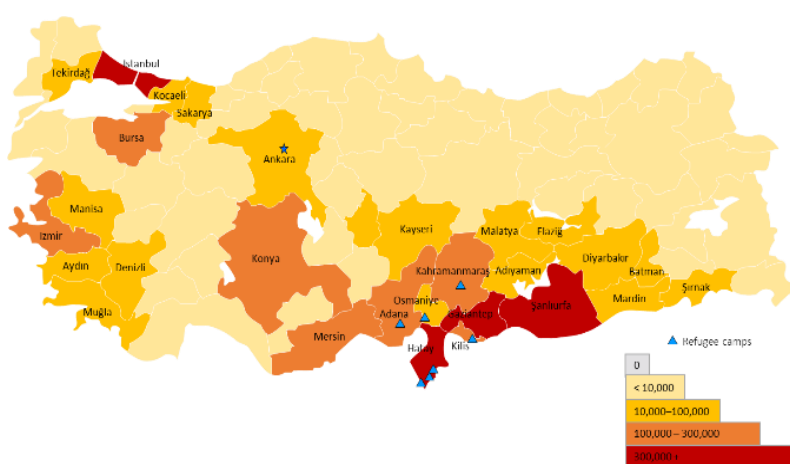 Istanbul
Tekirdağ
Kocaeli
Sakarya
Bursa
Ankara
Manisa
Izmir
Kayseri
Malatya
Elazığ
Konya
Diyarbakır
Aydın
Denizli
Kahramanmaraş
Adıyaman
Batman
Şırnak
Mardin
Osmaniye
Şanlıurfa
Muğla
Adana
Gaziantep
Mersin
Hatay
Kilis
Refugee camps
0
< 10,000
10,000–100,000
100,000 – 300,000
300,000 +